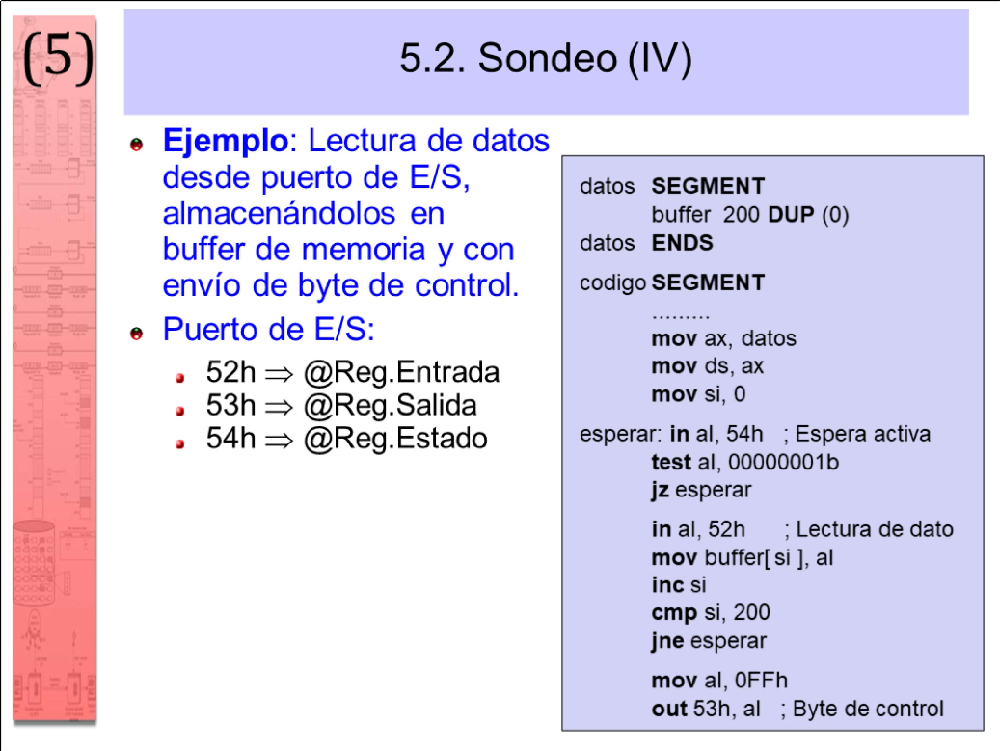 (5)
5.2. Sondeo (IV)
Ejemplo: Lectura de datos
desde puerto de E/S,
almacenándolos en
buffer de memoria y con
envío de byte de control.
Puerto de E/S:
52h ⇒ @Reg.Entrada
53h ⇒ @Reg.Salida
54h ⇒ @Reg.Estado
datos SEGMENT
buffer 200 DUP (0)
datos ENDS
codigo SEGMENT
.........
mov ax, datos
mov ds, ax
mov si, 0
esperar: in al, 54h ; Espera activa
test al, 00000001b
jz esperar
in al, 52h ; Lectura de dato
mov buffer[ si ], al
inc si
cmp si, 200
jne esperar
mov al, 0FFh
out 53h, al ; Byte de control